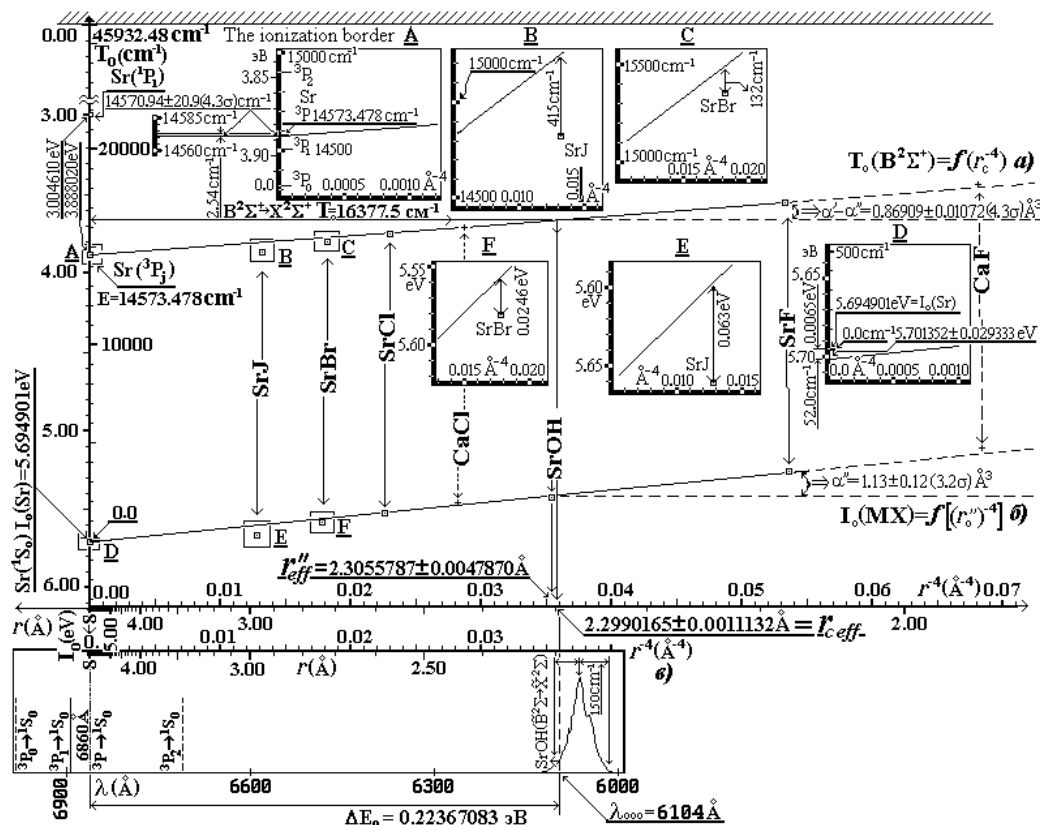 0.00
45932.48 cm⁻¹
The ionization border
T₀(cm⁻¹)
Sr(¹P₁)
14570.94±20.9(4.3σ)cm⁻¹
14585 cm⁻¹
14560cm⁻¹
3.00
20000
3.004610eV
3.888020eV
2.54cm⁻¹
A
эВ
15000 cm⁻¹
3.85
³P₂
Sr
³P 14573.478cm⁻¹
³P₁ 14500
3.90
0.0
³P₀
0.0005
0.0010 Å⁻⁴
B
15000cm⁻¹
415cm⁻¹
SrJ
14500
0.010
0.015
Å⁻⁴
C
15500cm⁻¹
132cm⁻¹
SrBr
15000cm⁻¹
0.015 Å⁻⁴ 0.020
T₀(B²Σ⁺)=f(r_c⁻⁴) а)
B²Σ⁺→X²Σ⁺ T=16377.5 см⁻¹
⇒α'-α''=0.86909±0.01072(4.3σ)Å³
A
B
C
4.00
Sr(³Pⱼ)
E=14573.478cm⁻¹
10000
5.00
SrJ
SrBr
SrCl
CaCl
SrOH
SrF
CaF
F
5.55
eV
5.60
0.0246eV
SrBr
0.015 Å⁻⁴ 0.020
E
5.60
eV
5.65
0.063eV
SrJ
Å⁻⁴ 0.010
0.015
D
эВ
500cm⁻¹
5.65
0.0065eV
5.694901eV=I₀(Sr)
0.0cm⁻¹
5.701352±0.029333 eV
5.70
0.0 Å⁻⁴ 0.0005 0.0010
52.0cm⁻¹
Sr(¹S₀) I₀(Sr)=5.694901eV
0.0
D
E
F
⇒α''=1.13±0.12(3.2σ)Å³
I₀(MX)=f[(r₀'')⁻⁴] б)
r''eff=2.3055787±0.0047870Å
6.00
0.00 0.01 0.02 0.03 0.04 0.05 0.06 0.07
r⁻⁴(Å⁻⁴)
r(Å)
8 4.00 3.00 2.00
2.2990165±0.0011132Å=r_c eff.
I₀(eV)
0 5.00 0.01 0.02 0.03
r⁻⁴(Å⁻⁴)
8 4.00 3.00 r(Å) 2.50
в)
³P₀→¹S₀
³P₁→¹S₀
6860Å
³P→¹S₀
³P₂→¹S₀
SrOH(B̃²Σ→X̃²Σ)
150cm⁻¹
6900 λ(Å) 6600 6300 6000
ΔE₀ = 0.22367083 эВ
λ₀₀₀=6104Å